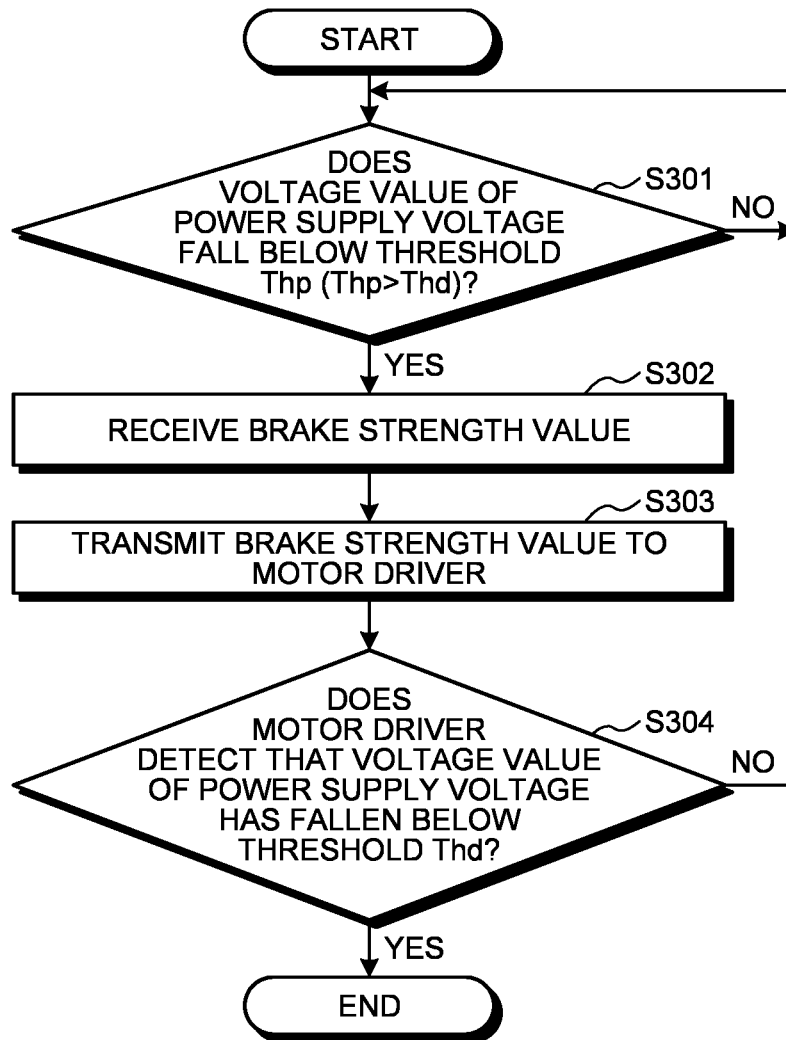 START
DOES
VOLTAGE VALUE OF
POWER SUPPLY VOLTAGE
FALL BELOW THRESHOLD
Thp (Thp>Thd)?
S301
NO
YES
S302
RECEIVE BRAKE STRENGTH VALUE
S303
TRANSMIT BRAKE STRENGTH VALUE TO
MOTOR DRIVER
DOES
MOTOR DRIVER
DETECT THAT VOLTAGE VALUE
OF POWER SUPPLY VOLTAGE
HAS FALLEN BELOW
THRESHOLD Thd?
S304
NO
YES
END